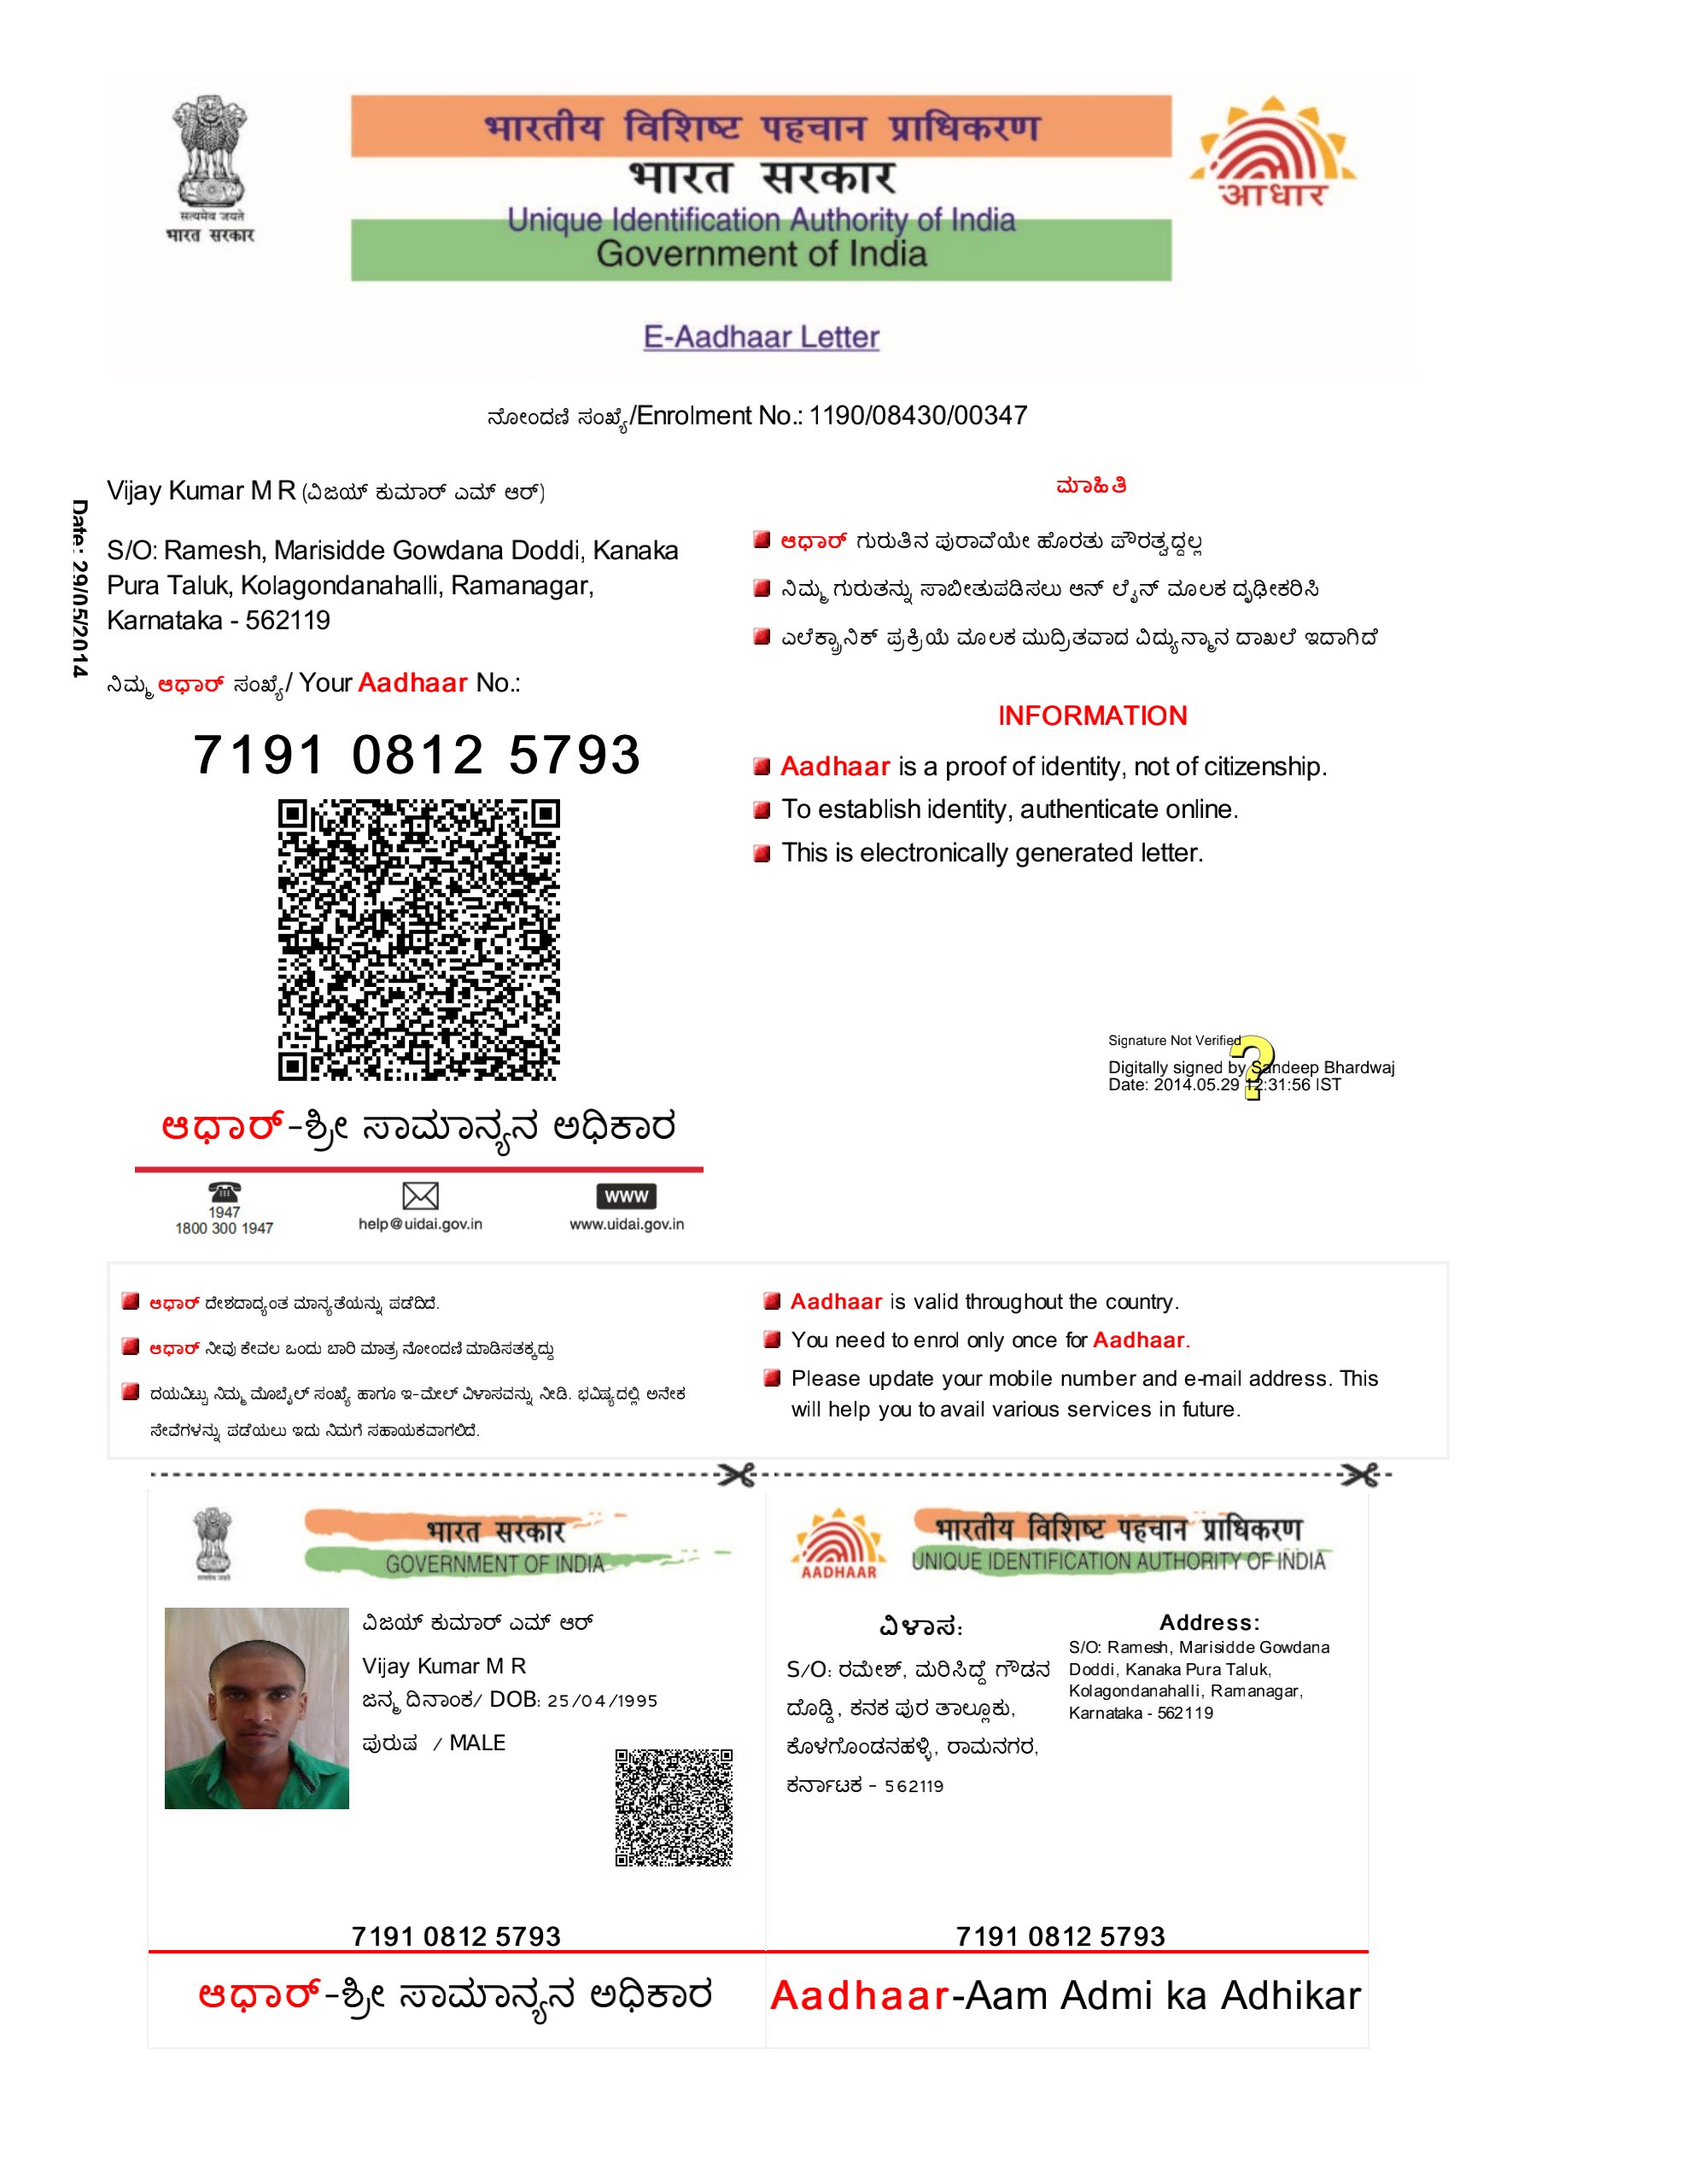 भारतीय विशिष्ट पहचान प्राधिकरण
भारत सरकार
Unique Identification Authority of India
Government of India
सत्यमेव जयते
भारत सरकार
आधार
E-Aadhaar Letter
ನೋಂದಣಿ ಸಂಖ್ಯೆ/Enrolment No.: 1190/08430/00347
Date: 29/05/2014
Vijay Kumar M R (ವಿಜಯ್ ಕುಮಾರ್ ಎಮ್ ಆರ್)
S/O: Ramesh, Marisidde Gowdana Doddi, Kanaka
Pura Taluk, Kolagondanahalli, Ramanagar,
Karnataka - 562119
ನಿಮ್ಮ ಆಧಾರ್ ಸಂಖ್ಯೆ/ Your Aadhaar No.:
7191 0812 5793
ಆಧಾರ್-ಶ್ರೀ ಸಾಮಾನ್ಯನ ಅಧಿಕಾರ
1947
1800 300 1947
help@uidai.gov.in
www
www.uidai.gov.in
ಮಾಹಿತಿ
ಆಧಾರ್ ಗುರುತಿನ ಪುರಾವೆಯೇ ಹೊರತು ಪೌರತ್ವದ್ದಲ್ಲ
ನಿಮ್ಮ ಗುರುತನ್ನು ಸಾಬೀತುಪಡಿಸಲು ಆನ್ ಲೈನ್ ಮೂಲಕ ದೃಢೀಕರಿಸಿ
ಎಲೆಕ್ಟ್ರಾನಿಕ್ ಪ್ರಕ್ರಿಯೆ ಮೂಲಕ ಮುದ್ರಿತವಾದ ವಿದ್ಯುನ್ಮಾನ ದಾಖಲೆ ಇದಾಗಿದೆ
INFORMATION
Aadhaar is a proof of identity, not of citizenship.
To establish identity, authenticate online.
This is electronically generated letter.
Signature Not Verified
Digitally signed by Sandeep Bhardwaj
Date: 2014.05.29 12:31:56 IST
ಆಧಾರ್ ದೇಶದಾದ್ಯಂತ ಮಾನ್ಯತೆಯನ್ನು ಪಡೆದಿದೆ.
ಆಧಾರ್ ನೀವು ಕೇವಲ ಒಂದು ಬಾರಿ ಮಾತ್ರ ನೋಂದಣಿ ಮಾಡಿಸತಕ್ಕದ್ದು
ದಯವಿಟ್ಟು ನಿಮ್ಮ ಮೊಬೈಲ್ ಸಂಖ್ಯೆ ಹಾಗೂ ಇ-ಮೇಲ್ ವಿಳಾಸವನ್ನು ನೀಡಿ. ಭವಿಷ್ಯದಲ್ಲಿ ಅನೇಕ
ಸೇವೆಗಳನ್ನು ಪಡೆಯಲು ಇದು ನಿಮಗೆ ಸಹಾಯಕವಾಗಲಿದೆ.
Aadhaar is valid throughout the country.
You need to enrol only once for Aadhaar.
Please update your mobile number and e-mail address. This
will help you to avail various services in future.
भारत सरकार
GOVERNMENT OF INDIA
ವಿಜಯ್ ಕುಮಾರ್ ಎಮ್ ಆರ್
Vijay Kumar M R
ಜನ್ಮ ದಿನಾಂಕ/ DOB: 25/04/1995
ಪುರುಷ / MALE
7191 0812 5793
ಆಧಾರ್-ಶ್ರೀ ಸಾಮಾನ್ಯನ ಅಧಿಕಾರ
AADHAAR
भारतीय विशिष्ट पहचान प्राधिकरण
UNIQUE IDENTIFICATION AUTHORITY OF INDIA
ವಿಳಾಸ:
S/O: ರಮೇಶ್, ಮರಿಸಿದ್ದೆ ಗೌಡನ
ದೊಡ್ಡಿ, ಕನಕ ಪುರ ತಾಲ್ಲೂಕು,
ಕೊಳಗೊಂಡನಹಳ್ಳಿ, ರಾಮನಗರ,
ಕರ್ನಾಟಕ - 562119
Address:
S/O: Ramesh, Marisidde Gowdana
Doddi, Kanaka Pura Taluk,
Kolagondanahalli, Ramanagar,
Karnataka - 562119
7191 0812 5793
Aadhaar-Aam Admi ka Adhikar